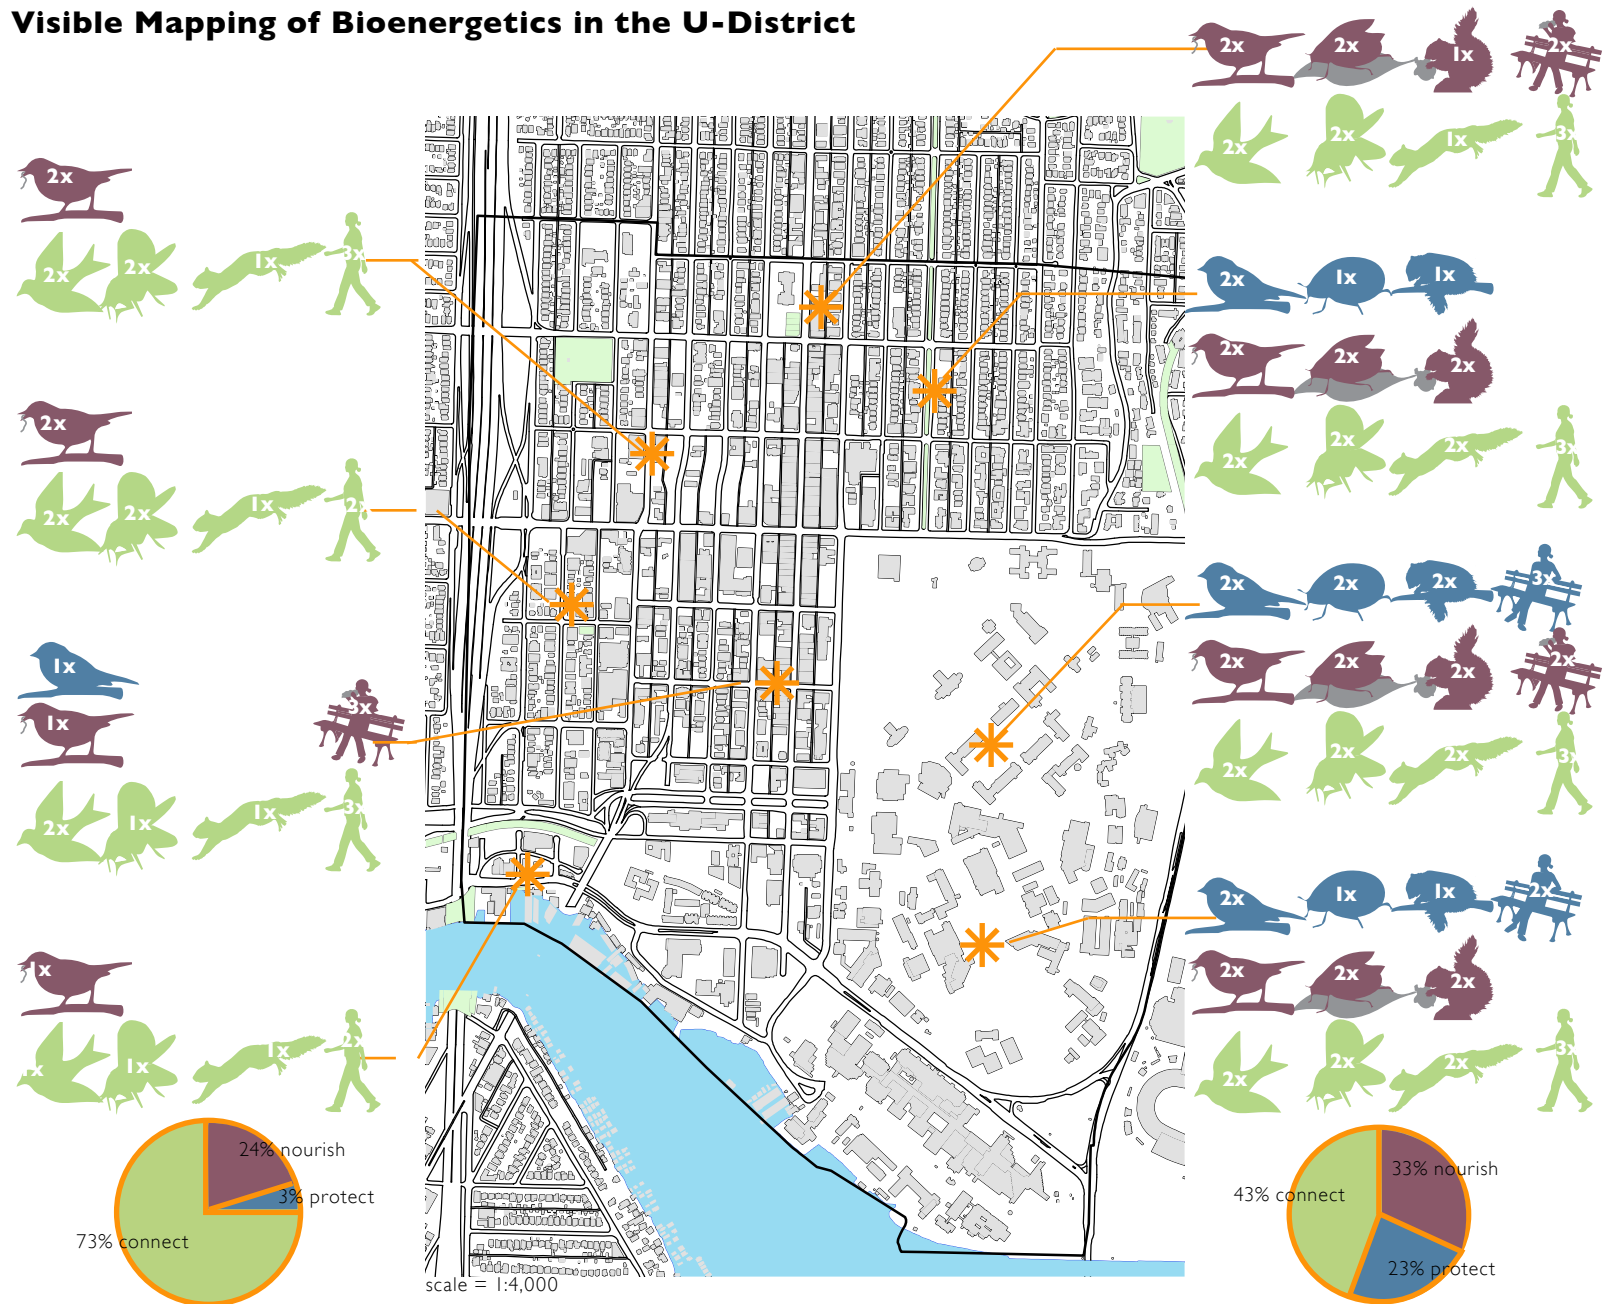 Visible Mapping of Bioenergetics in the U-District
2x 2x 1x 2x
2x 2x 1x 3x
2x
2x 2x 1x 3x
2x 1x 1x
2x 2x 2x
2x 2x 2x 3x
2x
2x 2x 1x 2x
2x 2x 2x 3x
2x 2x 2x 2x
2x 2x 2x 3x
1x
1x 3x
2x 1x 1x 3x
2x 1x 1x 2x
2x 2x 2x
2x 2x 2x 3x
1x
1x 1x 1x 2x
24% nourish
3% protect
73% connect
scale = 1:4,000
33% nourish
43% connect
23% protect